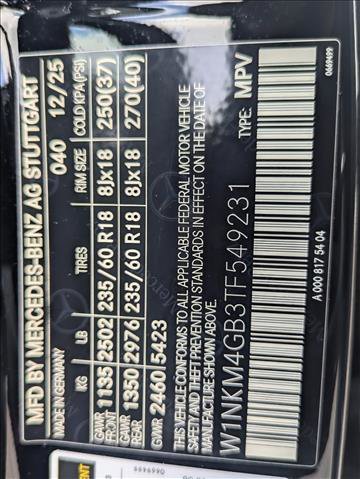 MFD BY MERCEDES-BENZ AG STUTTGART
W1N GERMANY 040 12/25
KG LB TIRES RIM SIZE COLD KPA(PSI)
GAWR FRONT 1135 2502 235/60 R18 8Jx18 250(37)
GAWR REAR 1350 2976 235/60 R18 8Jx18 270(40)
GVWR 2460 5423
THIS VEHICLE CONFORMS TO ALL APPLICABLE FEDERAL MOTOR VEHICLE
SAFETY AND THEFT PREVENTION STANDARDS IN EFFECT ON THE DATE OF
MANUFACTURE SHOWN ABOVE.
W1NKM4GB3TF549231 TYPE: MPV
A 000 817 54 04
0669499